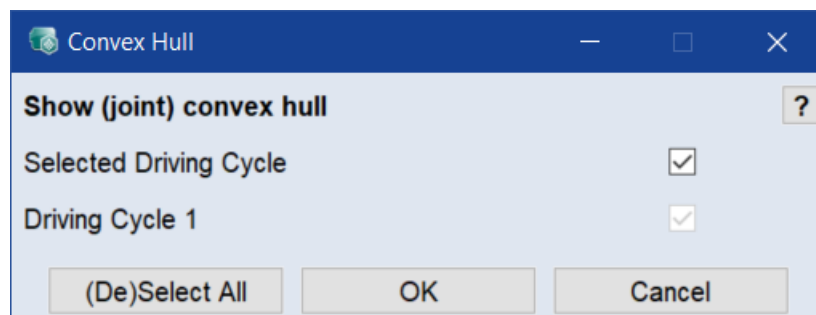 Convex Hull
Show (joint) convex hull ?
Selected Driving Cycle
Driving Cycle 1
(De)Select All OK Cancel